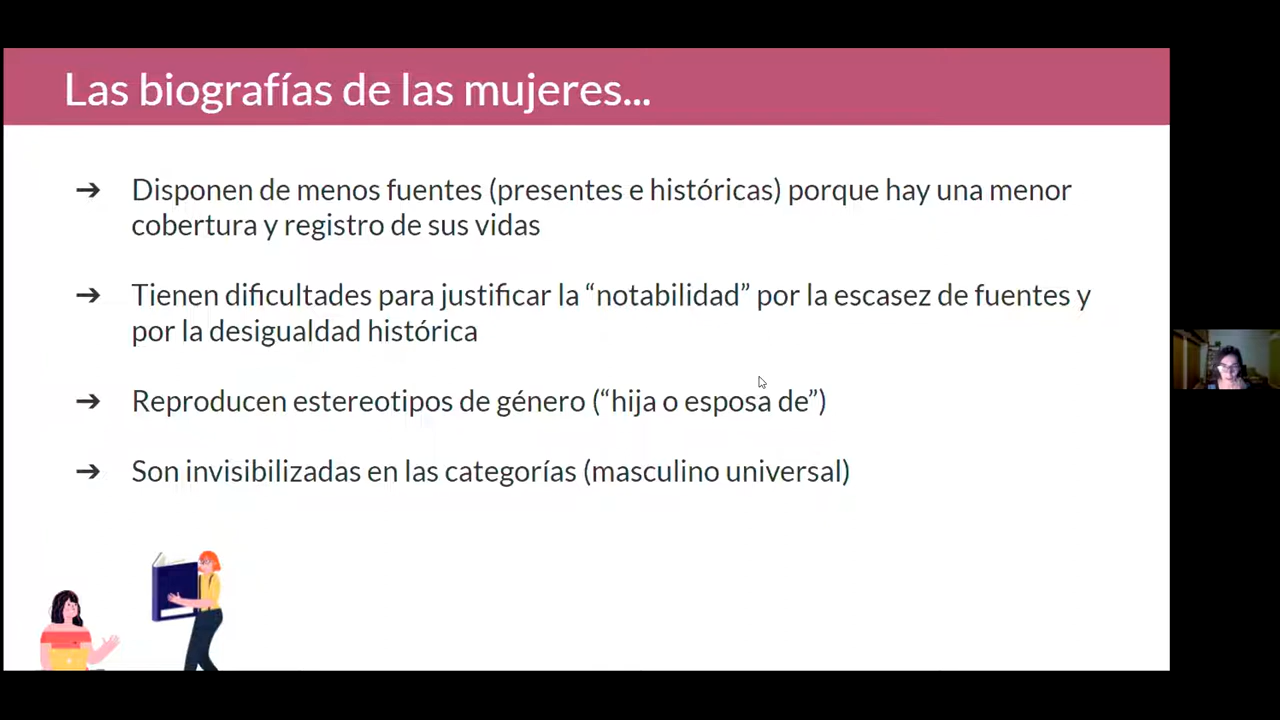 Las biografías de las mujeres...
➔ Disponen de menos fuentes (presentes e históricas) porque hay una menor
cobertura y registro de sus vidas
➔ Tienen dificultades para justificar la “notabilidad” por la escasez de fuentes y
por la desigualdad histórica
➔ Reproducen estereotipos de género (“hija o esposa de”)
➔ Son invisibilizadas en las categorías (masculino universal)